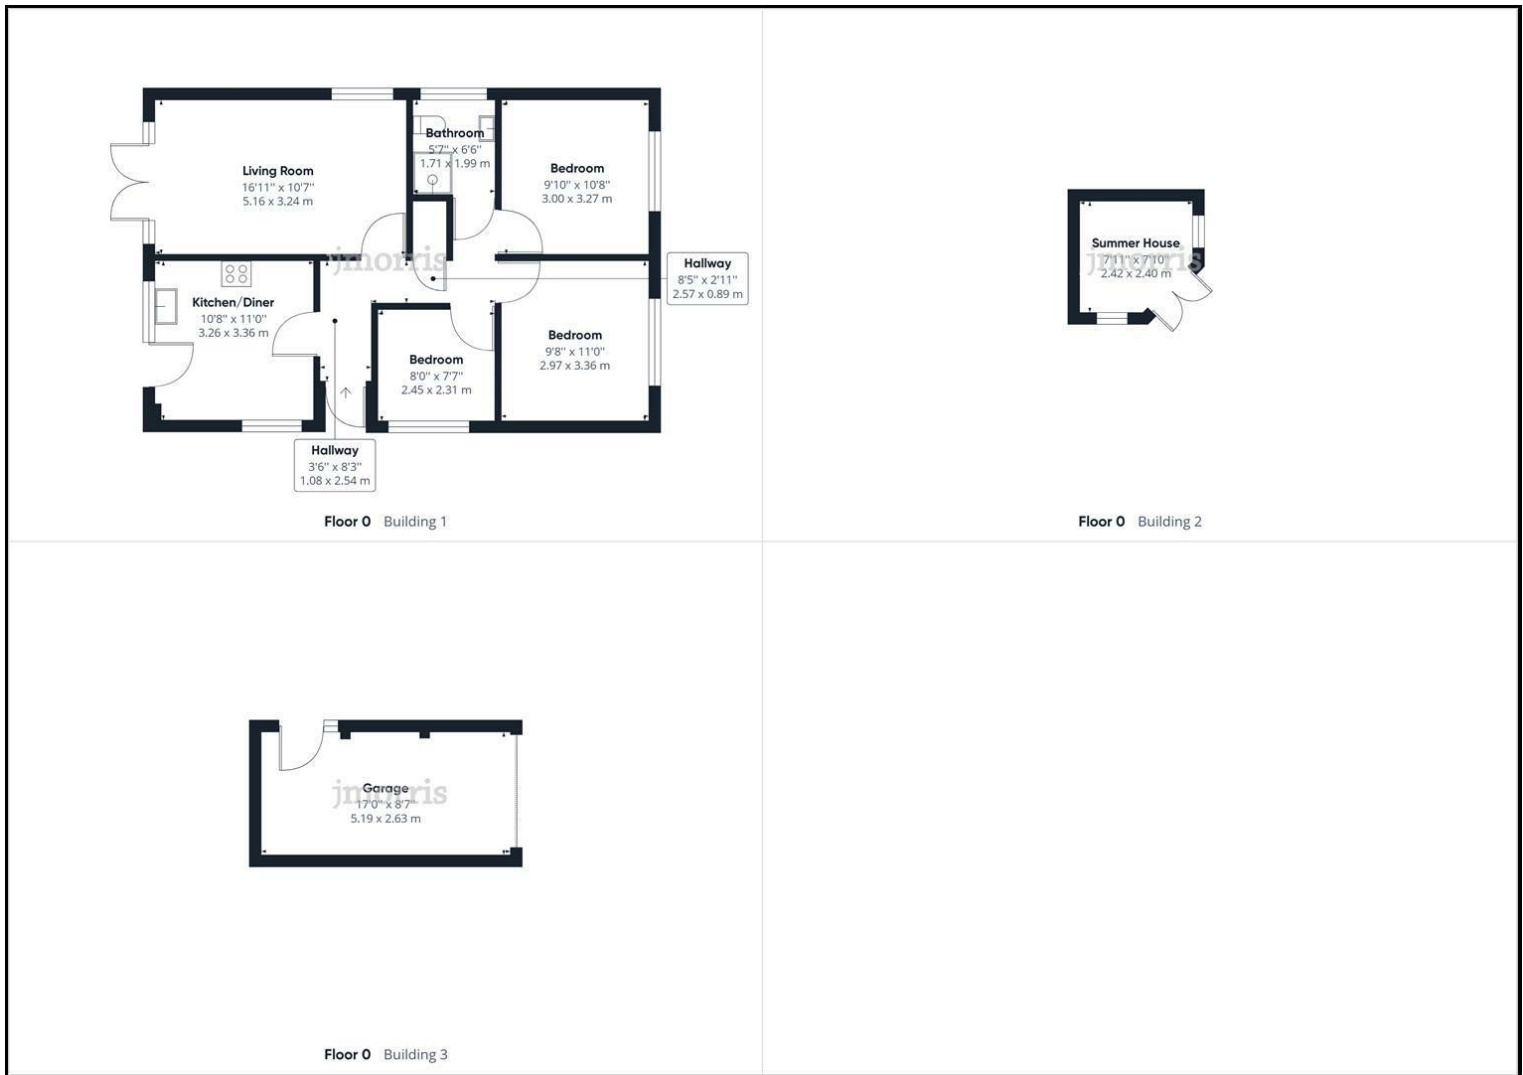 Living Room
16'11" x 10'7"
5.16 x 3.24 m
Bathroom
5'7" x 6'6"
1.71 x 1.99 m
Bedroom
9'10" x 10'8"
3.00 x 3.27 m
jmorris
Hallway
8'5" x 2'11"
2.57 x 0.89 m
Kitchen/Diner
10'8" x 11'0"
3.26 x 3.36 m
Bedroom
8'0" x 7'7"
2.45 x 2.31 m
Bedroom
9'8" x 11'0"
2.97 x 3.36 m
Hallway
3'6" x 8'3"
1.08 x 2.54 m
Floor 0 Building 1
Summer House
7'11" x 7'10"
2.42 x 2.40 m
jmorris
Floor 0 Building 2
Garage
17'0" x 8'7"
5.19 x 2.63 m
jmorris
Floor 0 Building 3